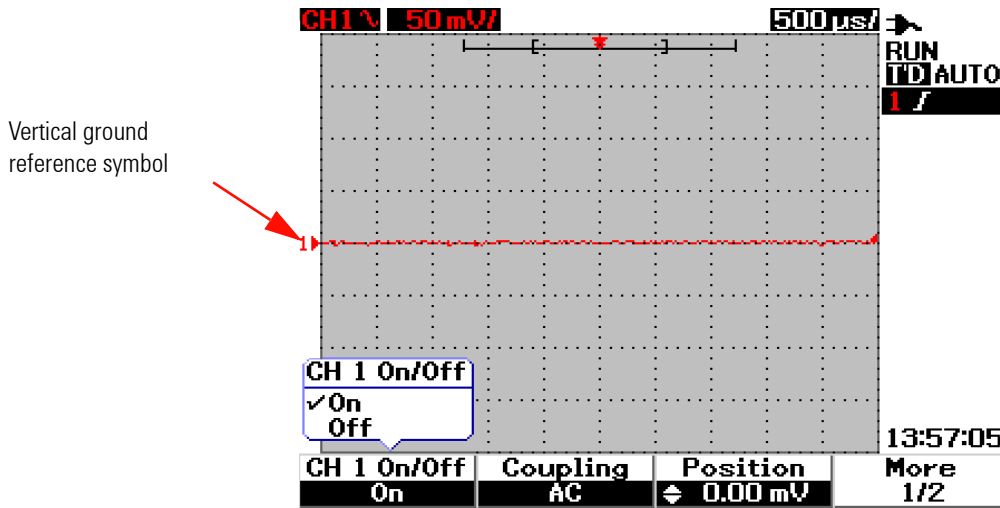 CH1 50 mV/ 500 µs/
RUN
T'D AUTO
1
Vertical ground
reference symbol
1
CH 1 On/Off
✓On
Off
13:57:05
CH 1 On/Off Coupling Position More
On AC 0.00 mV 1/2